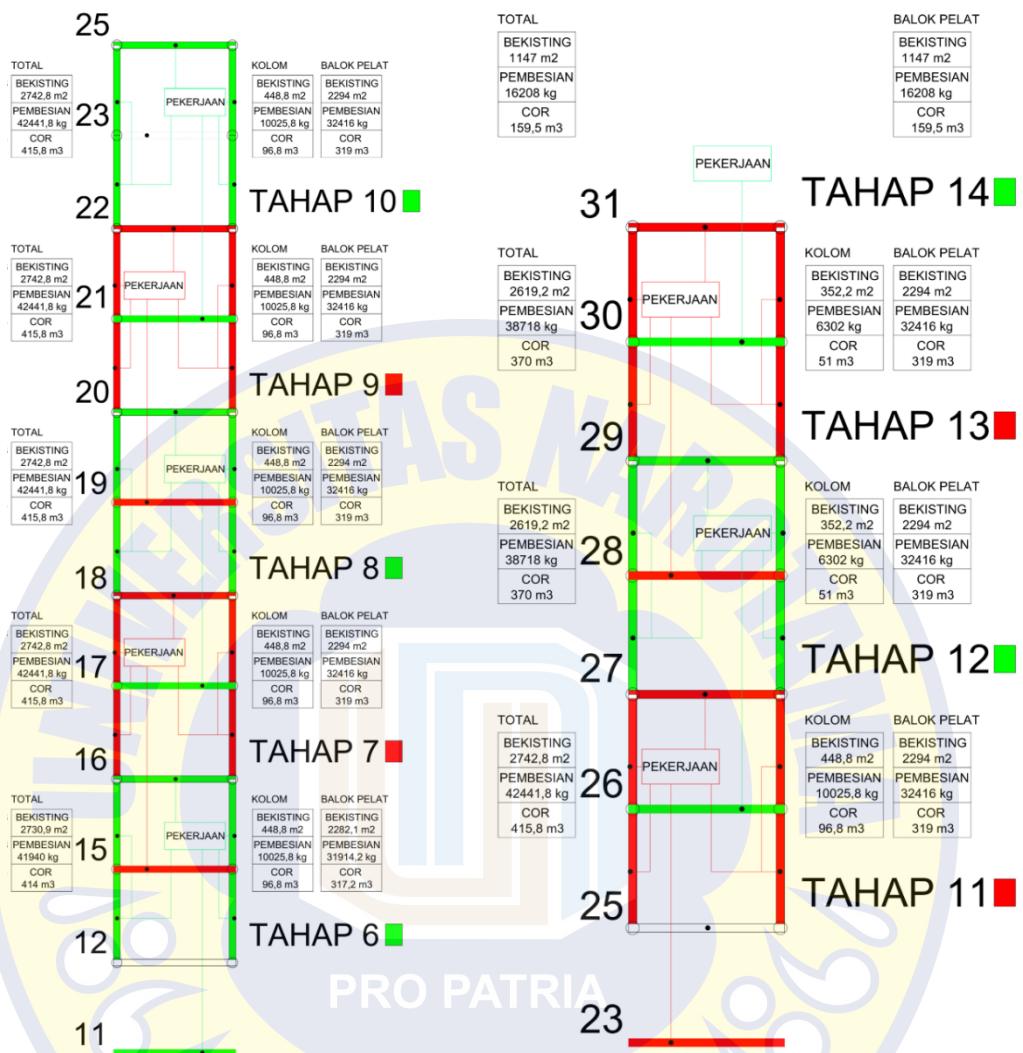 25
TOTAL
BEKISTING
2742,8 m2
PEMBESIAN
42441,8 kg
COR
415,8 m3
23
PEKERJAAN
KOLOM
BEKISTING
448,8 m2
PEMBESIAN
10025,8 kg
COR
96,8 m3
BALOK PELAT
BEKISTING
2294 m2
PEMBESIAN
32416 kg
COR
319 m3
22
TAHAP 10
TOTAL
BEKISTING
2742,8 m2
PEMBESIAN
42441,8 kg
COR
415,8 m3
21
PEKERJAAN
KOLOM
BEKISTING
448,8 m2
PEMBESIAN
10025,8 kg
COR
96,8 m3
BALOK PELAT
BEKISTING
2294 m2
PEMBESIAN
32416 kg
COR
319 m3
20
TAHAP 9
TOTAL
BEKISTING
2742,8 m2
PEMBESIAN
42441,8 kg
COR
415,8 m3
19
PEKERJAAN
KOLOM
BEKISTING
448,8 m2
PEMBESIAN
10025,8 kg
COR
96,8 m3
BALOK PELAT
BEKISTING
2294 m2
PEMBESIAN
32416 kg
COR
319 m3
18
TAHAP 8
TOTAL
BEKISTING
2742,8 m2
PEMBESIAN
42441,8 kg
COR
415,8 m3
17
PEKERJAAN
KOLOM
BEKISTING
448,8 m2
PEMBESIAN
10025,8 kg
COR
96,8 m3
BALOK PELAT
BEKISTING
2294 m2
PEMBESIAN
32416 kg
COR
319 m3
16
TAHAP 7
TOTAL
BEKISTING
2730,9 m2
PEMBESIAN
41940 kg
COR
414 m3
15
PEKERJAAN
KOLOM
BEKISTING
448,8 m2
PEMBESIAN
10025,8 kg
COR
96,8 m3
BALOK PELAT
BEKISTING
2282,1 m2
PEMBESIAN
31914,2 kg
COR
317,2 m3
12
TAHAP 6
11
TOTAL
BEKISTING
1147 m2
PEMBESIAN
16208 kg
COR
159,5 m3
BALOK PELAT
BEKISTING
1147 m2
PEMBESIAN
16208 kg
COR
159,5 m3
PEKERJAAN
TAHAP 14
31
TOTAL
BEKISTING
2619,2 m2
PEMBESIAN
38718 kg
COR
370 m3
30
PEKERJAAN
KOLOM
BEKISTING
352,2 m2
PEMBESIAN
6302 kg
COR
51 m3
BALOK PELAT
BEKISTING
2294 m2
PEMBESIAN
32416 kg
COR
319 m3
TAHAP 13
29
TOTAL
BEKISTING
2619,2 m2
PEMBESIAN
38718 kg
COR
370 m3
28
PEKERJAAN
KOLOM
BEKISTING
352,2 m2
PEMBESIAN
6302 kg
COR
51 m3
BALOK PELAT
BEKISTING
2294 m2
PEMBESIAN
32416 kg
COR
319 m3
TAHAP 12
27
TOTAL
BEKISTING
2742,8 m2
PEMBESIAN
42441,8 kg
COR
415,8 m3
26
PEKERJAAN
KOLOM
BEKISTING
448,8 m2
PEMBESIAN
10025,8 kg
COR
96,8 m3
BALOK PELAT
BEKISTING
2294 m2
PEMBESIAN
32416 kg
COR
319 m3
TAHAP 11
25
23
UNIVERSITAS NAROTAMA
PRO PATRIA